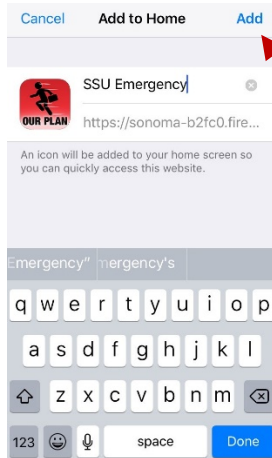 Cancel Add to Home Add
SSU Emergency
OUR PLAN
https://sonoma-b2fc0.fire...
An icon will be added to your home screen so
you can quickly access this website.
Emergency” mergency's
q w e r t y u i o p
a s d f g h j k l
z x c v b n m
123 space Done